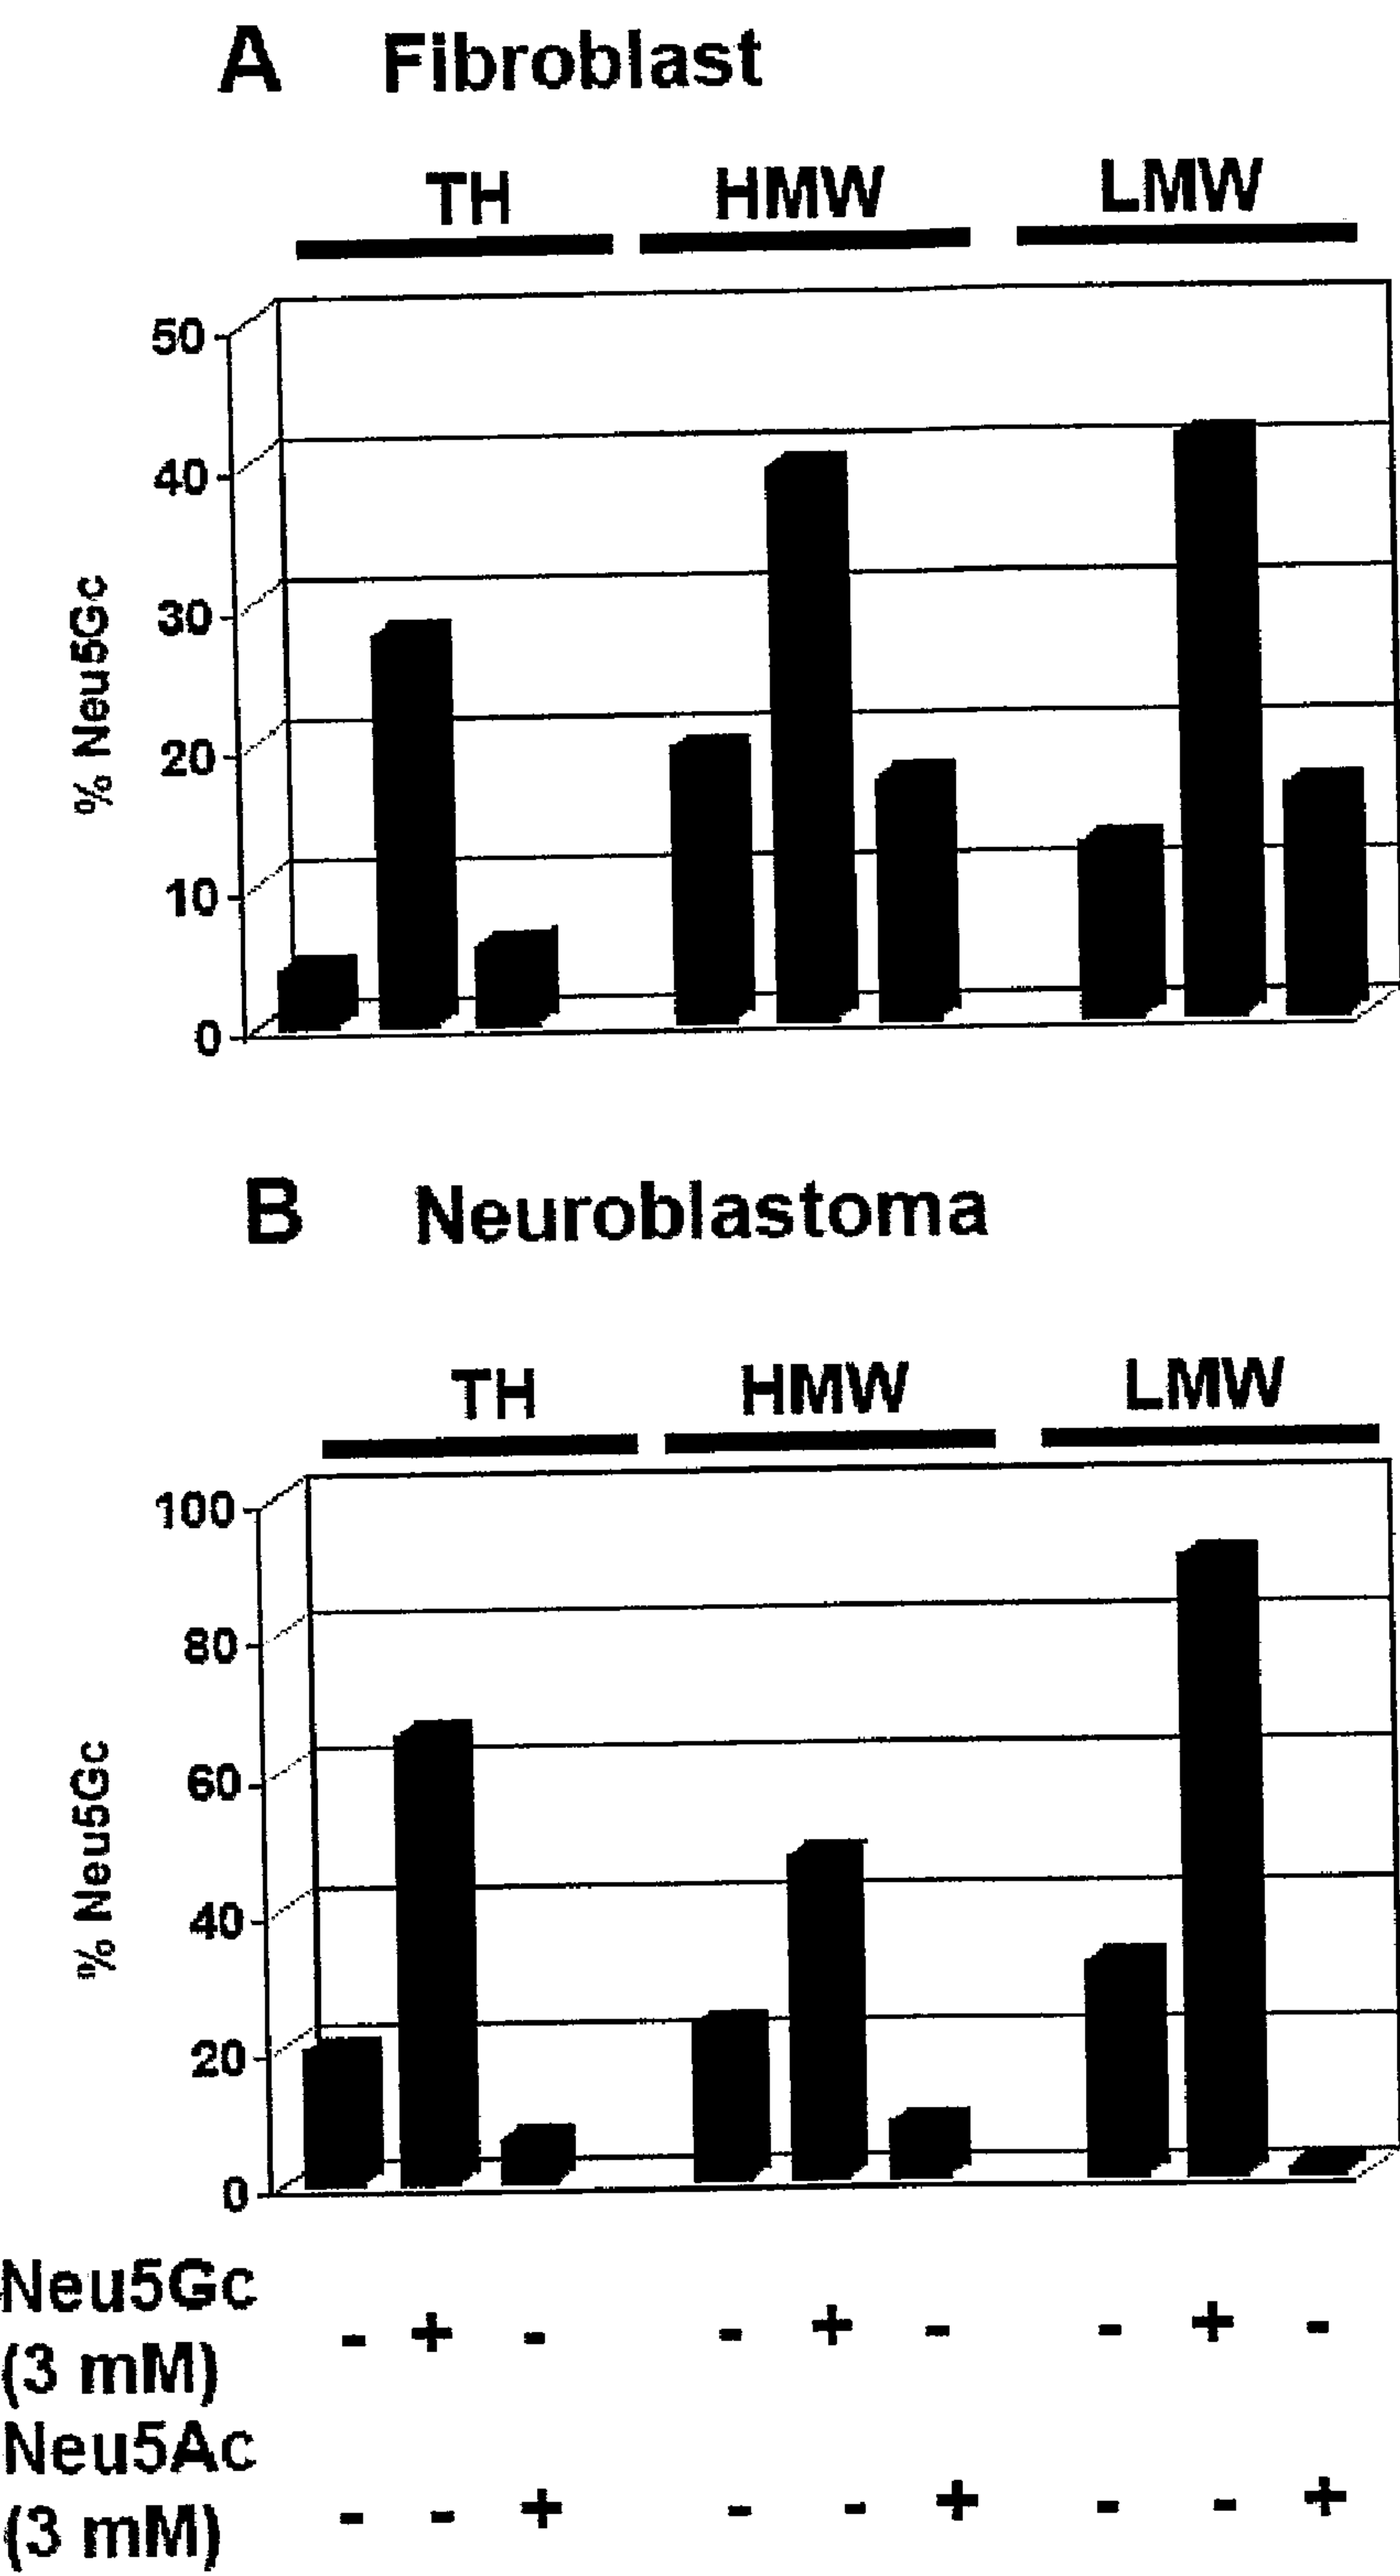 A Fibroblast
TH HMW LMW
50
40
30
20
10
0
% Neu5Gc
B Neuroblastoma
TH HMW LMW
100
80
60
40
20
0
% Neu5Gc
Neu5Gc
(3 mM) - + - - + - - + -
Neu5Ac
(3 mM) - - + - - + - - +